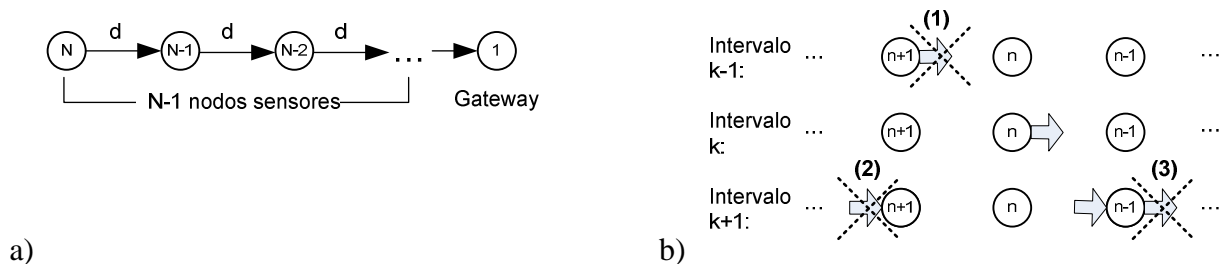 d d d
N N-1 N-2 ... 1
N-1 nodos sensores
Gateway
a)
(1)
Intervalo k-1: ... n+1 n n-1 ...
Intervalo k: ... n+1 n n-1 ...
(2) (3)
Intervalo k+1: ... n+1 n n-1 ...
b)